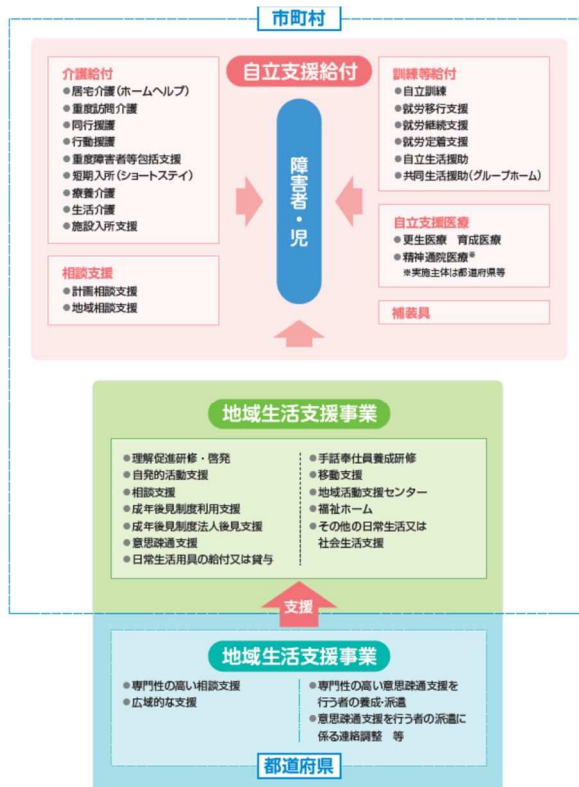 市町村
自立支援給付
介護給付
●居宅介護(ホームヘルプ)
●重度訪問介護
●同行援護
●行動援護
●重度障害者等包括支援
●短期入所(ショートステイ)
●療養介護
●生活介護
●施設入所支援
相談支援
●計画相談支援
●地域相談支援
障害者・児
訓練等給付
●自立訓練
●就労移行支援
●就労継続支援
●就労定着支援
●自立生活援助
●共同生活援助(グループホーム)
自立支援医療
●更生医療 育成医療
●精神通院医療※
※実施主体は都道府県等
補装具
地域生活支援事業
●理解促進研修・啓発
●自発的活動支援
●相談支援
●成年後見制度利用支援
●成年後見制度法人後見支援
●意思疎通支援
●日常生活用具の給付又は貸与
●手話奉仕員養成研修
●移動支援
●地域活動支援センター
●福祉ホーム
●その他の日常生活又は
社会生活支援
支援
地域生活支援事業
●専門性の高い相談支援
●広域的な支援
●専門性の高い意思疎通支援を
行う者の養成・派遣
●意思疎通支援を行う者の派遣に
係る連絡調整 等
都道府県